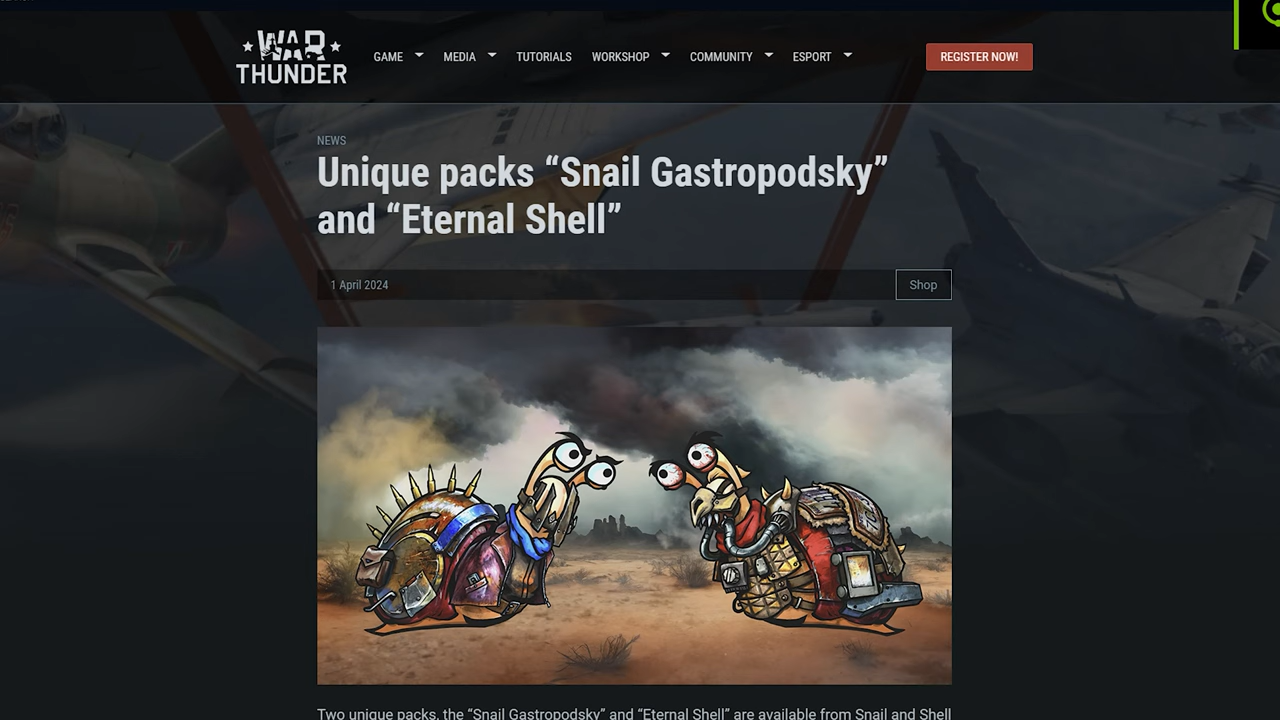 WAR
THUNDER
GAME
MEDIA
TUTORIALS
WORKSHOP
COMMUNITY
ESPORT
REGISTER NOW!
NEWS
Unique packs “Snail Gastropodsky”
and “Eternal Shell”
1 April 2024
Shop
Two unique packs, the “Snail Gastropodsky” and “Eternal Shell” are available from Snail and Shell